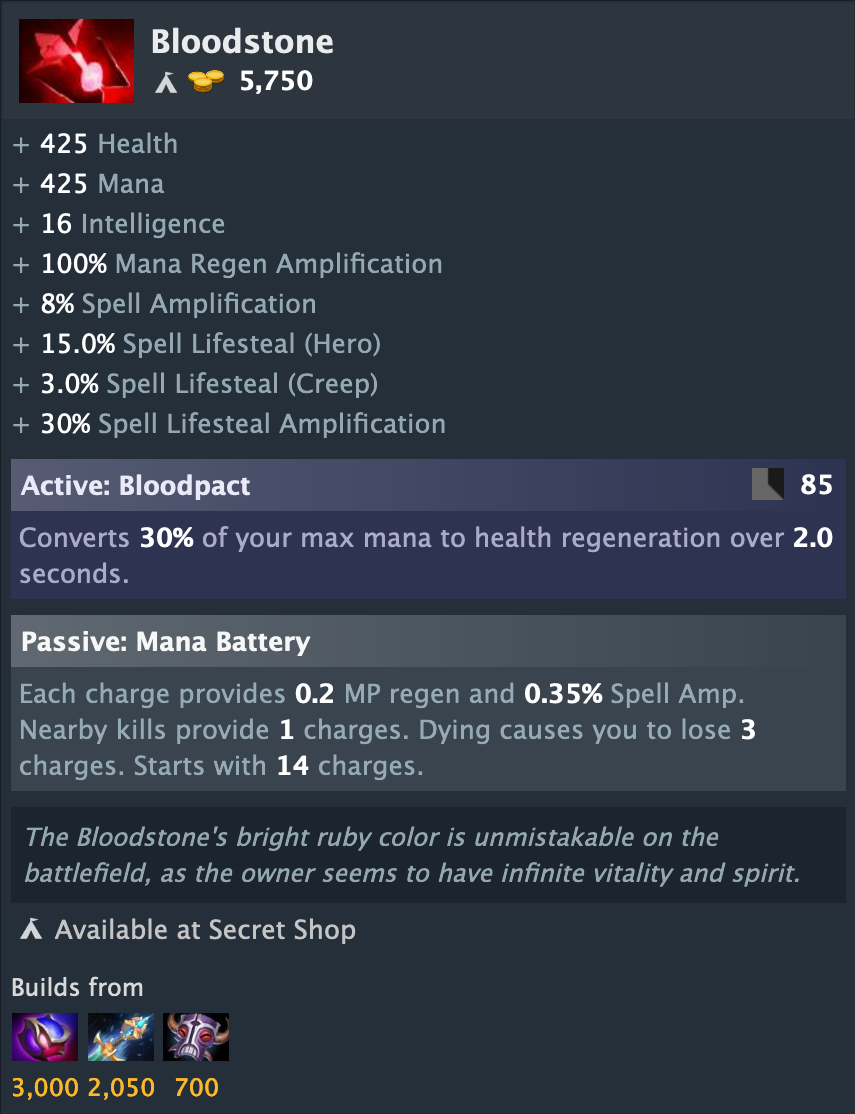 Bloodstone
5,750
+ 425 Health
+ 425 Mana
+ 16 Intelligence
+ 100% Mana Regen Amplification
+ 8% Spell Amplification
+ 15.0% Spell Lifesteal (Hero)
+ 3.0% Spell Lifesteal (Creep)
+ 30% Spell Lifesteal Amplification
Active: Bloodpact 85
Converts 30% of your max mana to health regeneration over 2.0
seconds.
Passive: Mana Battery
Each charge provides 0.2 MP regen and 0.35% Spell Amp.
Nearby kills provide 1 charges. Dying causes you to lose 3
charges. Starts with 14 charges.
The Bloodstone's bright ruby color is unmistakable on the
battlefield, as the owner seems to have infinite vitality and spirit.
Available at Secret Shop
Builds from
3,000 2,050 700